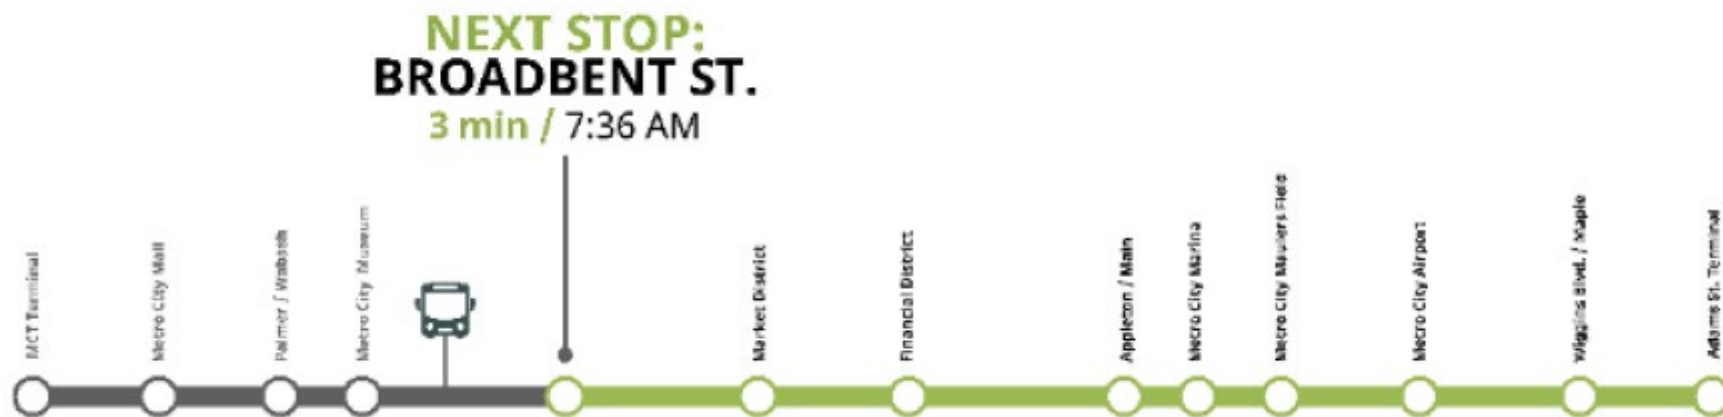 NEXT STOP:
BROADBENT ST.
3 min / 7:36 AM
MCT Terminal
Metro City Mall
Palmer / Wabash
Metro City Museum
Market District
Financial District
Appleton / Main
Metro City Marina
Metro City Maulers Field
Metro City Airport
Wiggins Blvd. / Maple
Adams St. Terminal